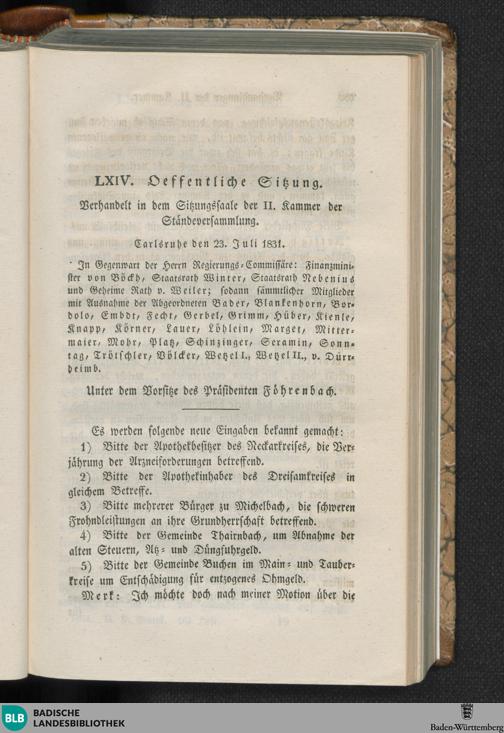 LXIV. Oeffentliche Sitzung.
Verhandelt in dem Sitzungssaale der II. Kammer der
Ständeversammlung.
Carlsruhe den 23. Juli 1831.
In Gegenwart der Herrn Regierungs-Commissäre: Finanzmini-
ster von Böckh, Staatsrath Winter, Staatsrath Nebenius
und Geheime Rath v. Weiler; sodann sämmtlicher Mitglieder
mit Ausnahme der Abgeordneten Bader, Blankenhorn, Bor-
dolo, Embdt, Fecht, Gerbel, Grimm, Hüber, Kienle,
Knapp, Körner, Lauer, Löhlein, Marget, Mitter-
maier, Mohr, Platz, Schinzinger, Seramin, Sonn-
tag, Trötschler, Völcker, Wetzel I., Wetzel II., v. Dürr-
heimb.
Unter dem Vorsitze des Präsidenten Föhrenbach.
Es werden folgende neue Eingaben bekannt gemacht:
1) Bitte der Apothekbesitzer des Neckarkreises, die Ver-
jährung der Arzneiforderungen betreffend.
2) Bitte der Apothekinhaber des Dreisamkreises in
gleichem Betreffe.
3) Bitte mehrerer Bürger zu Michelbach, die schweren
Frohndleistungen an ihre Grundherrschaft betreffend.
4) Bitte der Gemeinde Thairnbach, um Abnahme der
alten Steuern, Atz- und Düngfuhrgeld.
5) Bitte der Gemeinde Buchen im Main- und Tauber-
kreise um Entschädigung für entzogenes Ohmgeld.
Merk: Ich möchte doch nach meiner Motion über die
BLB BADISCHE
LANDESBIBLIOTHEK
Baden-Württemberg